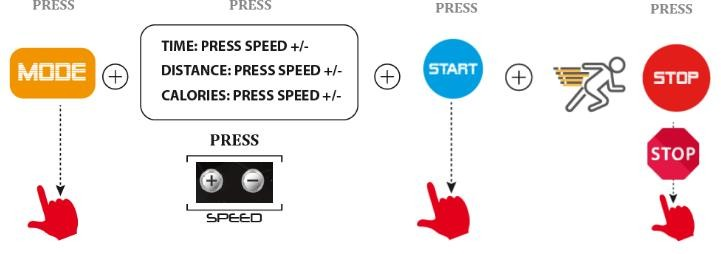 PRESS
PRESS
PRESS
PRESS
MODE
TIME: PRESS SPEED +/-
DISTANCE: PRESS SPEED +/-
CALORIES: PRESS SPEED +/-
START
STOP
PRESS
STOP
SPEED